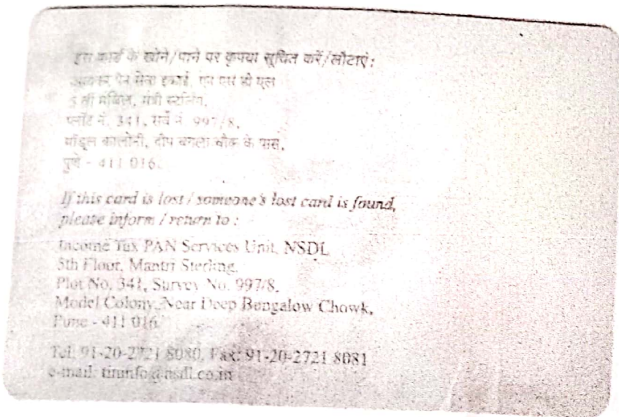 इस कार्ड के खोने/पाने पर कृपया सूचित करें/लौटाएं:
आयकर पैन सेवा इकाई, एन एस डी एल
5 वीं मंजिल, मंत्री स्टर्लिंग,
प्लॉट नं. 341, सर्वे नं. 997/8,
मॉडल कालोनी, दीप बंगला चौक के पास,
पुणे - 411 016.
If this card is lost / someone's lost card is found,
please inform / return to :
Income Tax PAN Services Unit, NSDL
5th Floor, Mantri Sterling,
Plot No. 341, Survey No. 997/8,
Model Colony, Near Deep Bungalow Chowk,
Pune - 411 016.
Tel: 91-20-2721 8080, Fax: 91-20-2721 8081
e-mail: tininfo@nsdl.co.in